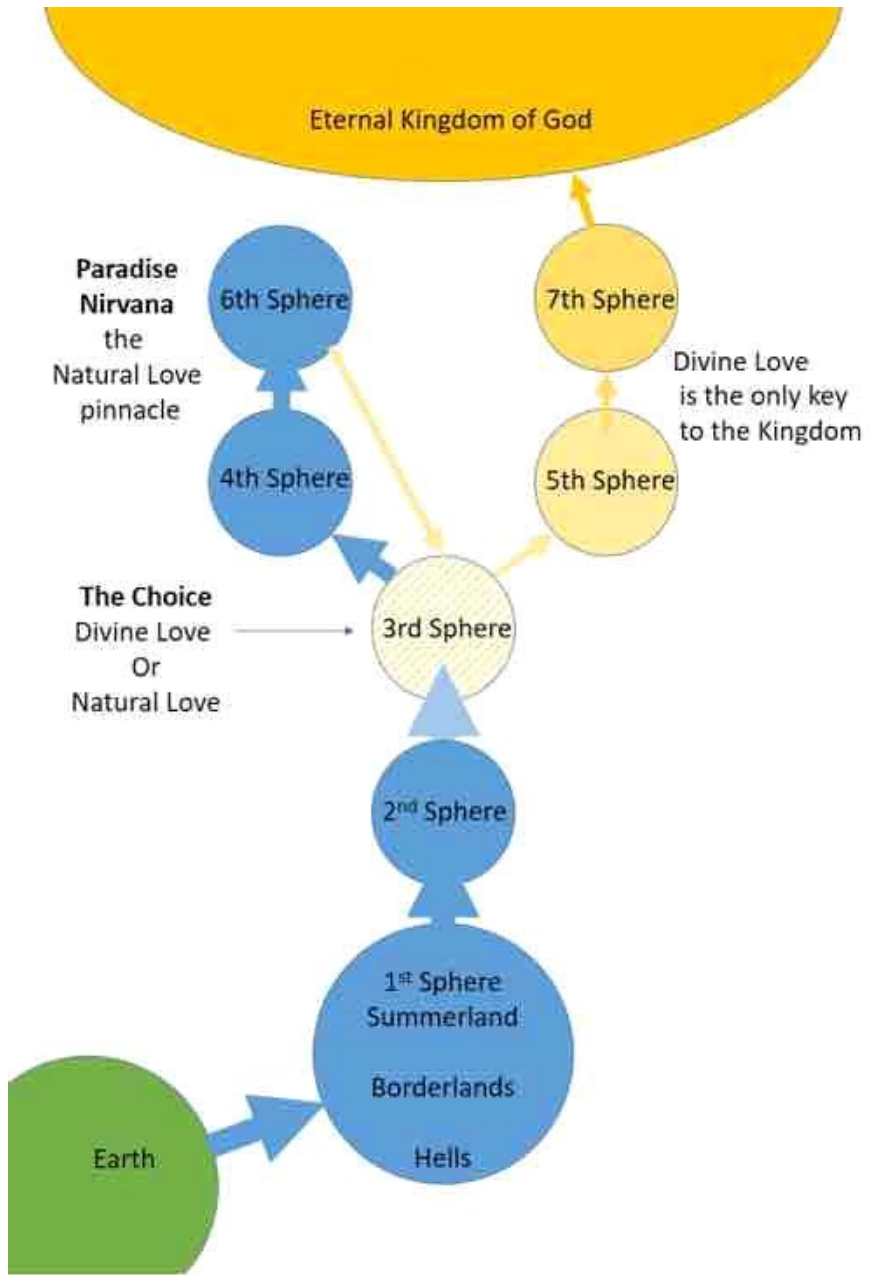 Eternal Kingdom of God
Paradise
Nirvana
the
Natural Love
pinnacle
6th Sphere
7th Sphere
Divine Love
is the only key
to the Kingdom
4th Sphere
5th Sphere
The Choice
Divine Love
Or
Natural Love
3rd Sphere
2nd Sphere
1st Sphere
Summerland
Borderlands
Hells
Earth